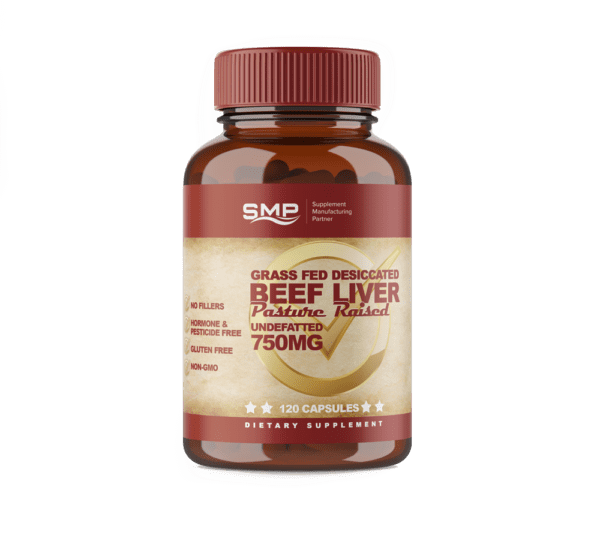 SMP
Supplement
Manufacturing
Partner
GRASS FED DESICCATED
BEEF LIVER
Pasture Raised
UNDEFATTED
750MG
NO FILLERS
HORMONE &
PESTICIDE FREE
GLUTEN FREE
NON-GMO
120 CAPSULES
DIETARY SUPPLEMENT